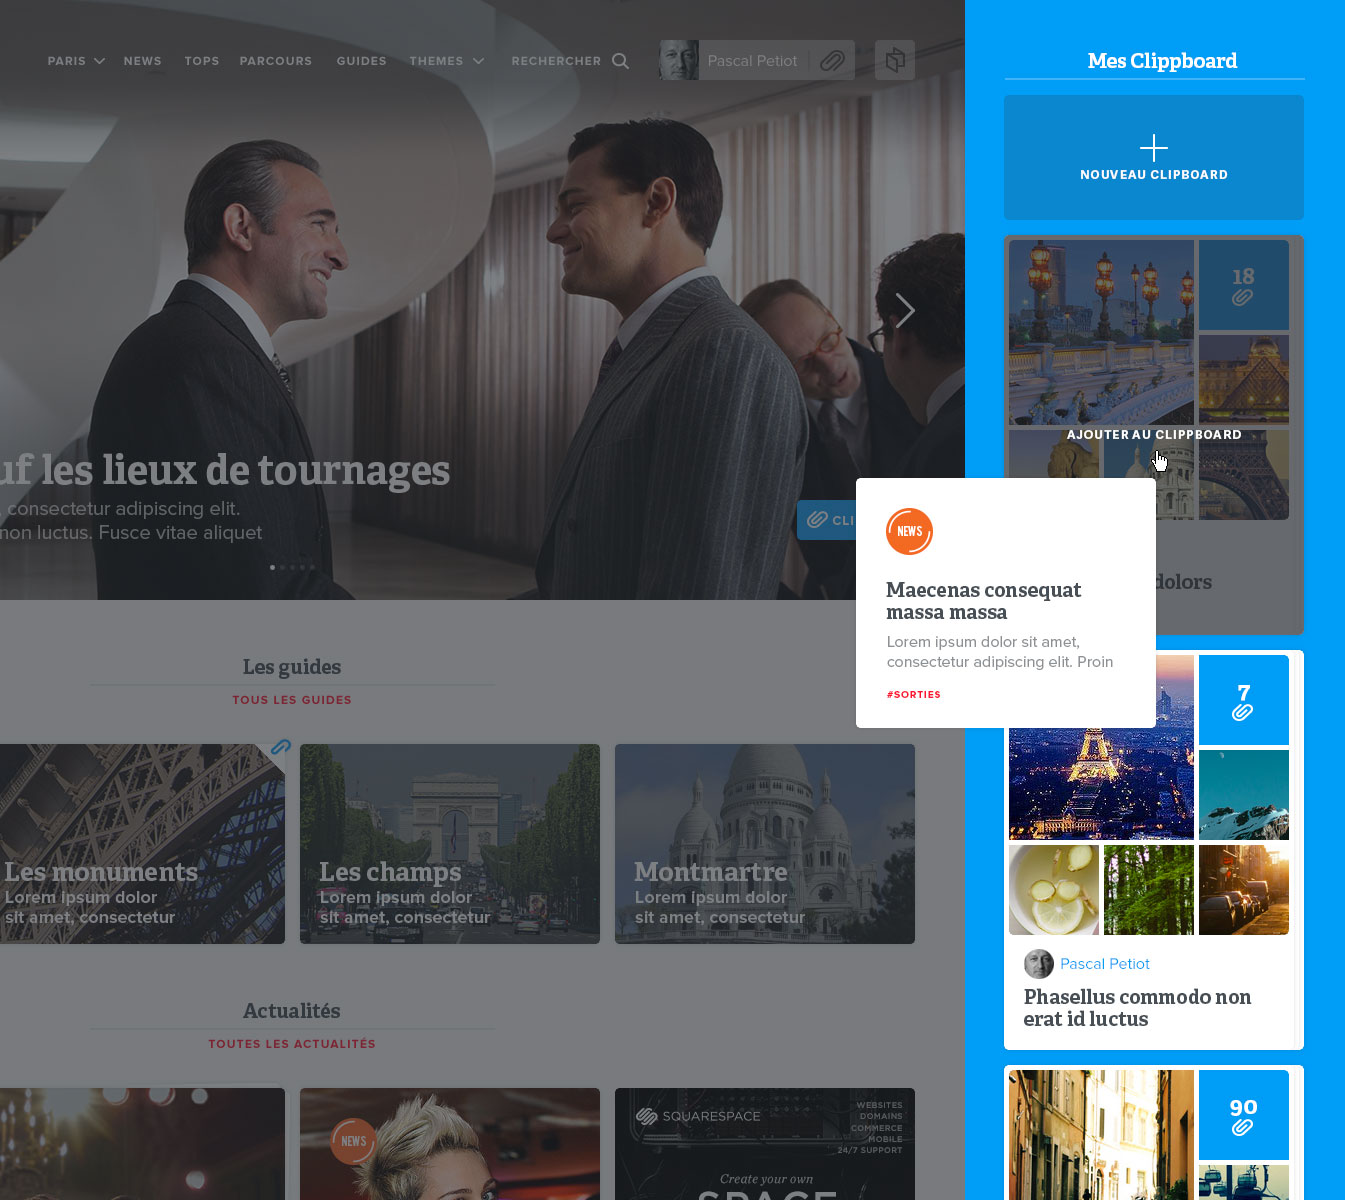 PARIS NEWS TOPS PARCOURS GUIDES THEMES RECHERCHER Pascal Petiot
uf les lieux de tournages
, consectetur adipiscing elit.
non luctus. Fusce vitae aliquet
CLI
Les guides
TOUS LES GUIDES
Les monuments
Lorem ipsum dolor
sit amet, consectetur
Les champs
Lorem ipsum dolor
sit amet, consectetur
Montmartre
Lorem ipsum dolor
sit amet, consectetur
Actualités
TOUTES LES ACTUALITÉS
NEWS
SQUARESPACE
WEBSITES
DOMAINS
COMMERCE
MOBILE
24/7 SUPPORT
Create your own
SPACE
Mes Clippboard
NOUVEAU CLIPBOARD
18
AJOUTER AU CLIPPBOARD
dolors
NEWS
Maecenas consequat
massa massa
Lorem ipsum dolor sit amet,
consectetur adipiscing elit. Proin
#SORTIES
7
Pascal Petiot
Phasellus commodo non
erat id luctus
90